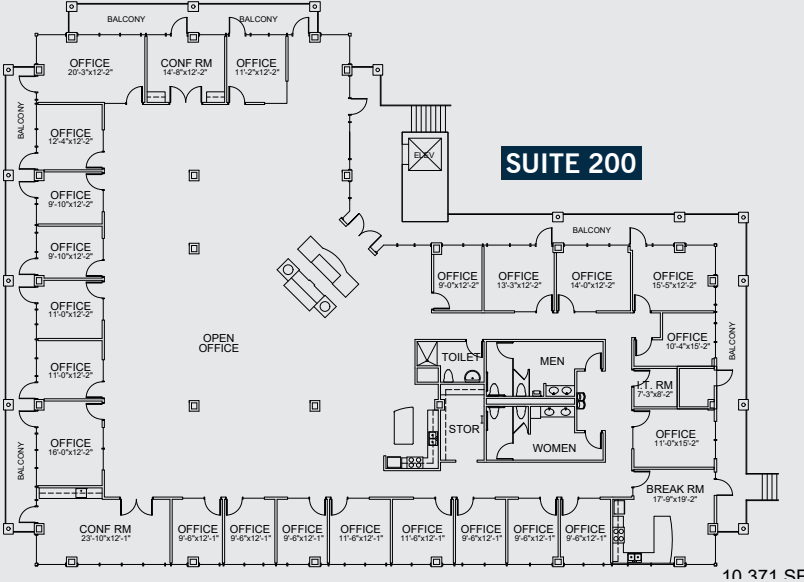 BALCONY
BALCONY
OFFICE
20'-3"x12'-2"
CONF RM
14'-8"x12'-2"
OFFICE
11'-2"x12'-2"
BALCONY
OFFICE
12'-4"x12'-2"
ELEV
SUITE 200
OFFICE
9'-10"x12'-2"
BALCONY
OFFICE
9'-10"x12'-2"
OFFICE
9'-0"x12'-2"
OFFICE
13'-3"x12'-2"
OFFICE
14'-0"x12'-2"
OFFICE
15'-5"x12'-2"
OFFICE
11'-0"x12'-2"
OPEN
OFFICE
OFFICE
10'-4"x15'-2"
BALCONY
TOILET
MEN
OFFICE
11'-0"x12'-2"
I.T. RM
7'-3"x8'-2"
STOR
OFFICE
11'-0"x15'-2"
OFFICE
16'-0"x12'-2"
WOMEN
BALCONY
BREAK RM
17'-9"x19'-2"
CONF RM
23'-10"x12'-1"
OFFICE
9'-6"x12'-1"
OFFICE
9'-6"x12'-1"
OFFICE
9'-6"x12'-1"
OFFICE
11'-6"x12'-1"
OFFICE
11'-6"x12'-1"
OFFICE
9'-6"x12'-1"
OFFICE
9'-6"x12'-1"
OFFICE
9'-6"x12'-1"
10,371 SF